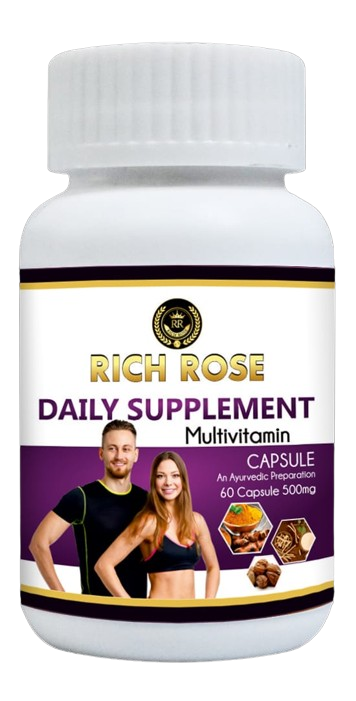 RR
RICH ROSE
DAILY SUPPLEMENT
Multivitamin
CAPSULE
An Ayurvedic Preparation
60 Capsule 500mg